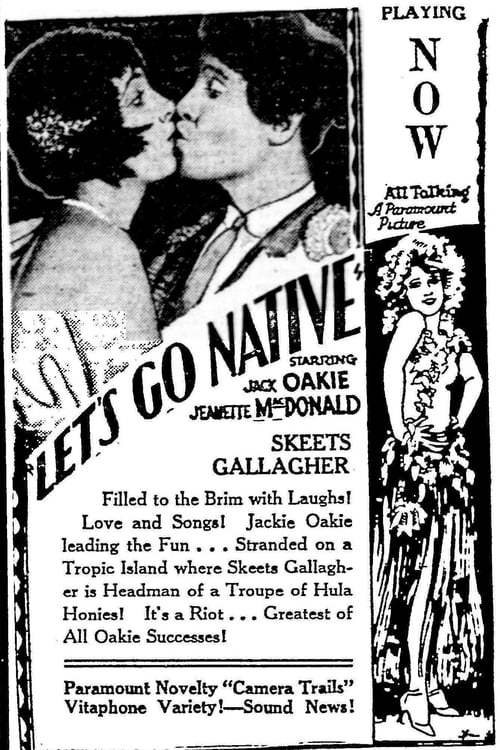 PLAYING
NOW
All Talking
A Paramount
Picture
"LET'S GO NATIVE"
STARRING
JACK OAKIE
JEANETTE MacDONALD
SKEETS
GALLAGHER
Filled to the Brim with Laughs!
Love and Songs! Jackie Oakie
leading the Fun . . . Stranded on a
Tropic Island where Skeets Gallagh-
er is Headman of a Troupe of Hula
Honies! It's a Riot . . . Greatest of
All Oakie Successes!
Paramount Novelty "Camera Trails"
Vitaphone Variety!—Sound News!